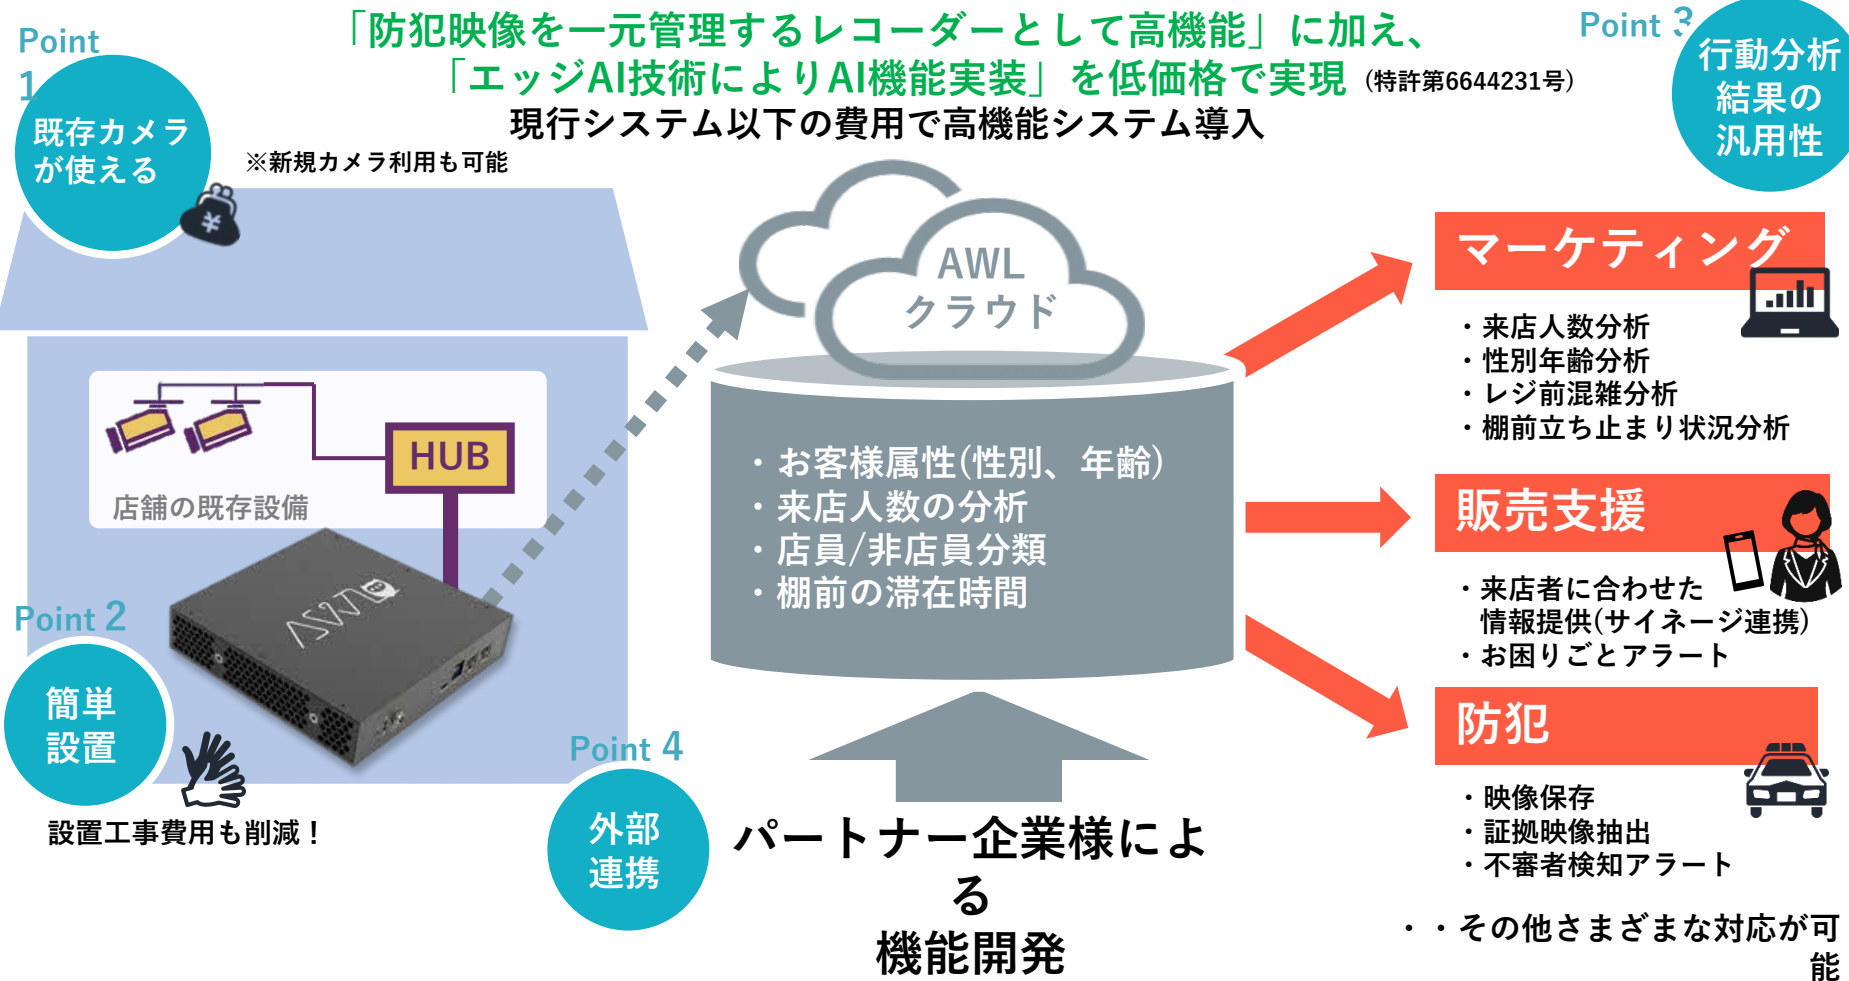 「防犯映像を一元管理するレコーダーとして高機能」に加え、
「エッジAI技術によりAI機能実装」を低価格で実現 (特許第6644231号)
現行システム以下の費用で高機能システム導入
Point
1
既存カメラ
が使える
※新規カメラ利用も可能
¥
HUB
店舗の既存設備
AWL
Point 2
簡単
設置
設置工事費用も削減！
AWL
クラウド
・お客様属性(性別、年齢)
・来店人数の分析
・店員/非店員分類
・棚前の滞在時間
Point 4
外部
連携
パートナー企業様によ
る
機能開発
Point 3
行動分析
結果の
汎用性
マーケティング
・来店人数分析
・性別年齢分析
・レジ前混雑分析
・棚前立ち止まり状況分析
販売支援
・来店者に合わせた
情報提供(サイネージ連携)
・お困りごとアラート
防犯
・映像保存
・証拠映像抽出
・不審者検知アラート
・・その他さまざまな対応が可
能